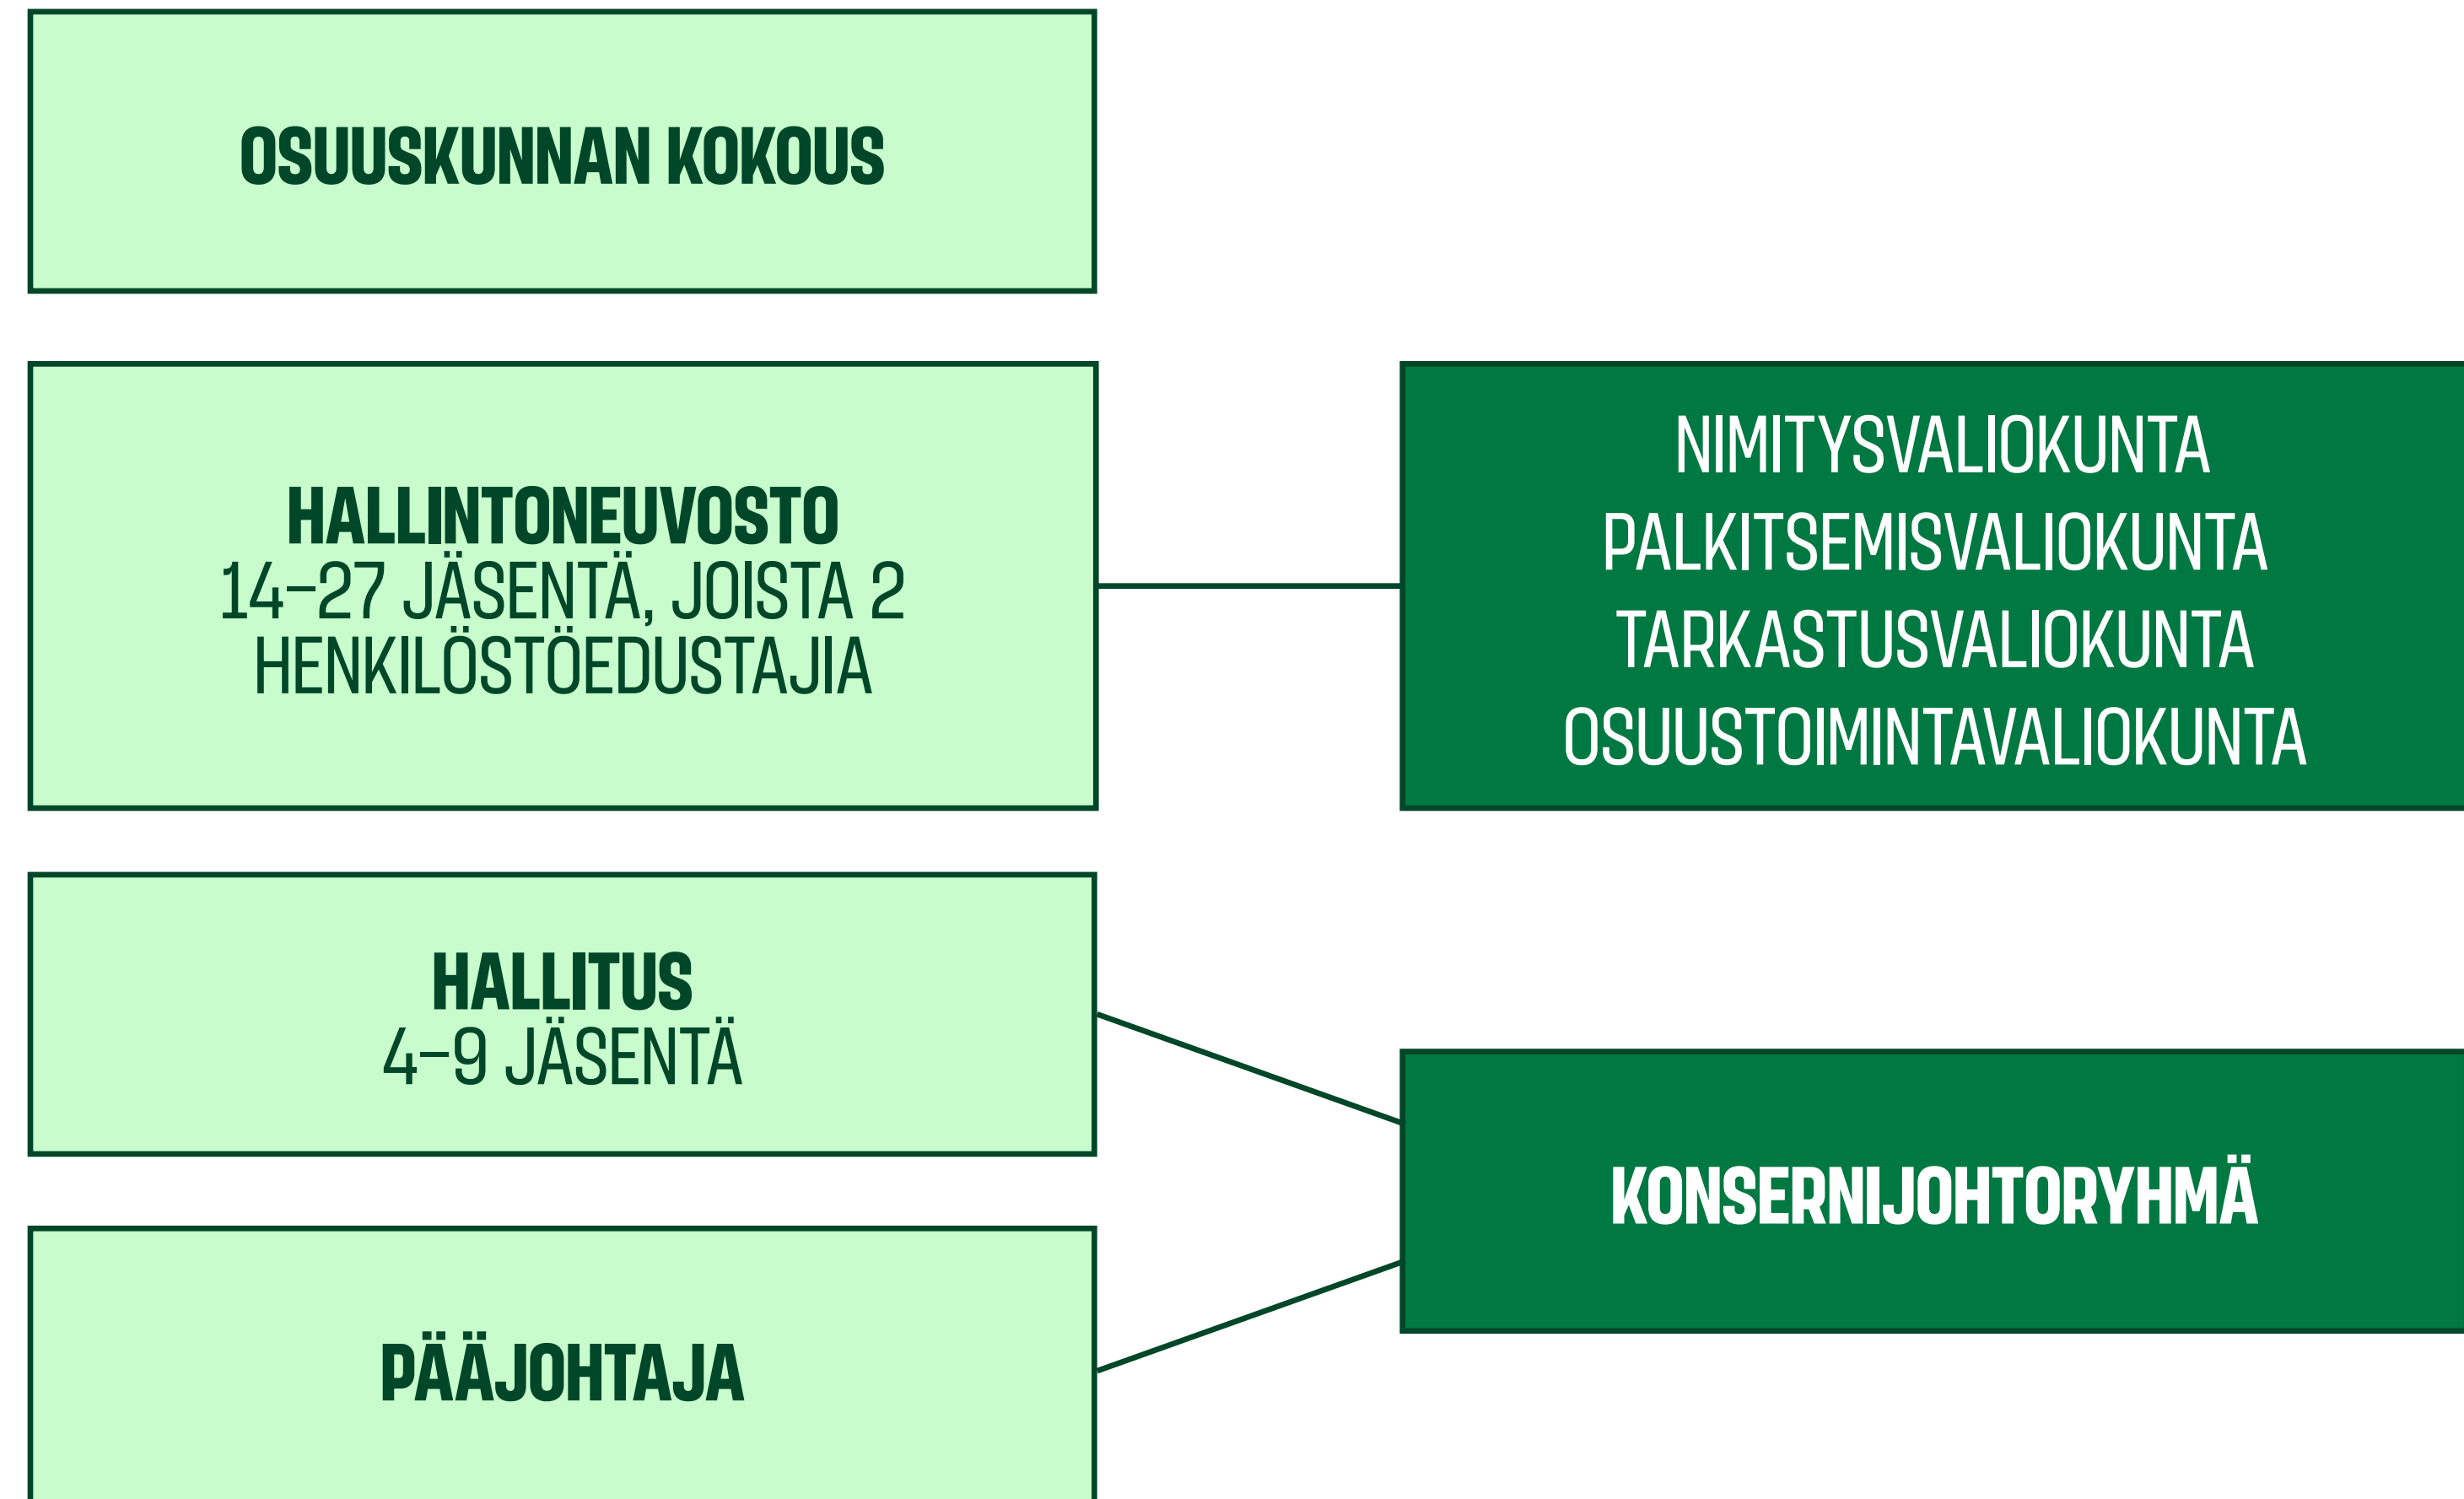 OSUUSKUNNAN KOKOUS
HALLINTONEUVOSTO
14–27 JÄSENTÄ, JOISTA 2
HENKILÖSTÖEDUSTAJIA
NIMITYSVALIOKUNTA
PALKITSEMISVALIOKUNTA
TARKASTUSVALIOKUNTA
OSUUSTOIMINTAVALIOKUNTA
HALLITUS
4–9 JÄSENTÄ
KONSERNIJOHTORYHMÄ
PÄÄJOHTAJA